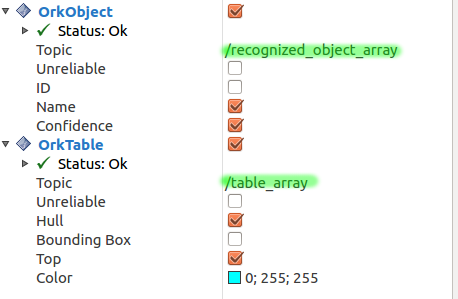 OrkObject
Status: Ok
Topic /recognized_object_array
Unreliable
ID
Name
Confidence
OrkTable
Status: Ok
Topic /table_array
Unreliable
Hull
Bounding Box
Top
Color 0; 255; 255